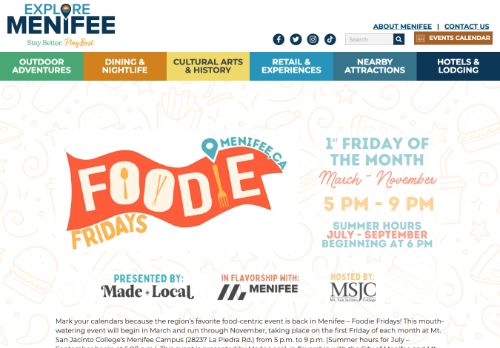 EXPLORE
MENIFEE
Stay Better. Play Best.
ABOUT MENIFEE | CONTACT US
Search
EVENTS CALENDAR
OUTDOOR ADVENTURES
DINING & NIGHTLIFE
CULTURAL ARTS & HISTORY
RETAIL & EXPERIENCES
NEARBY ATTRACTIONS
HOTELS & LODGING
MENIFEE, CA
FOODIE
FRIDAYS
1st FRIDAY OF
THE MONTH
March - November
5 PM - 9 PM
SUMMER HOURS
JULY - SEPTEMBER
BEGINNING AT 6 PM
PRESENTED BY:
Made Local
IN FLAVORSHIP WITH:
MENIFEE
HOSTED BY:
MSJC
Mark your calendars because the region's favorite food-centric event is back in Menifee – Foodie Fridays! This mouth-
watering event will begin in March and run through November, taking place on the first Friday of each month at Mt.
San Jacinto College's Menifee Campus (28237 La Piedra Rd.) from 5 p.m. to 9 p.m. (Summer hours for July –